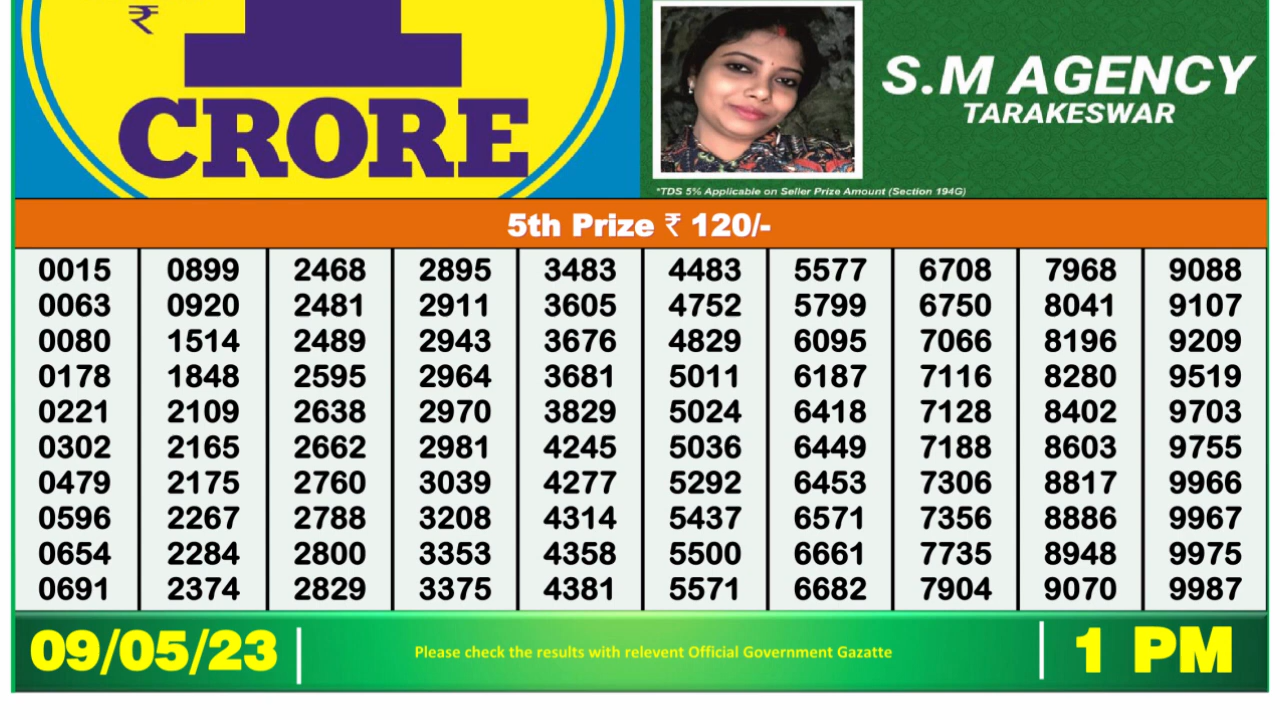 ₹
1
CRORE
S.M AGENCY
TARAKESWAR
*TDS 5% Applicable on Seller Prize Amount (Section 194G)
5th Prize ₹ 120/-
0015 0899 2468 2895 3483 4483 5577 6708 7968 9088
0063 0920 2481 2911 3605 4752 5799 6750 8041 9107
0080 1514 2489 2943 3676 4829 6095 7066 8196 9209
0178 1848 2595 2964 3681 5011 6187 7116 8280 9519
0221 2109 2638 2970 3829 5024 6418 7128 8402 9703
0302 2165 2662 2981 4245 5036 6449 7188 8603 9755
0479 2175 2760 3039 4277 5292 6453 7306 8817 9966
0596 2267 2788 3208 4314 5437 6571 7356 8886 9967
0654 2284 2800 3353 4358 5500 6661 7735 8948 9975
0691 2374 2829 3375 4381 5571 6682 7904 9070 9987
09/05/23
Please check the results with relevent Official Government Gazatte
1 PM